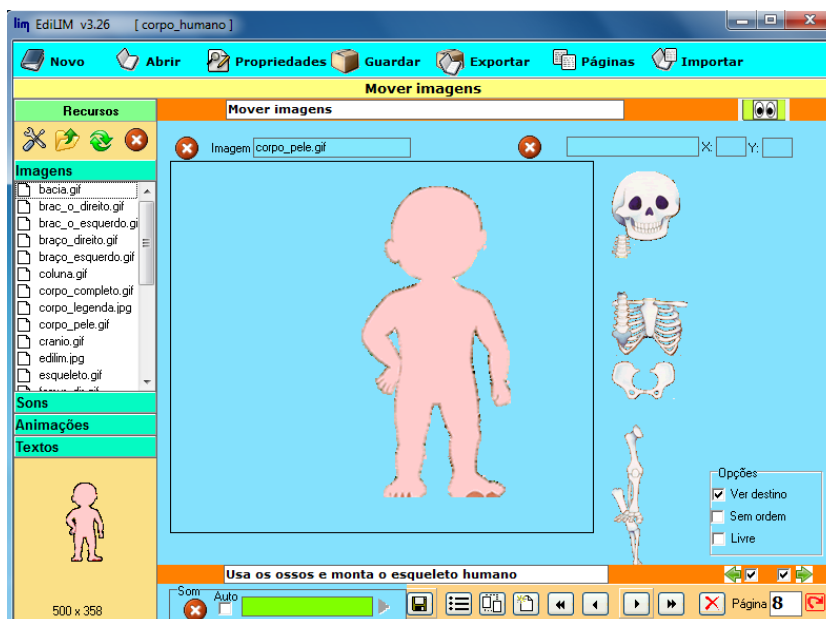 lim EdiLIM v3.26 [ corpo_humano ]
Novo Abrir Propriedades Guardar Exportar Páginas Importar
Mover imagens
Recursos
Mover imagens
Imagem corpo_pele.gif X: Y:
Imagens
bacia.gif
brac_o_direito.gif
brac_o_esquerdo.gi
braço_direito.gif
braço_esquerdo.gif
coluna.gif
corpo_completo.gif
corpo_legenda.jpg
corpo_pele.gif
cranio.gif
edilim.jpg
esqueleto.gif
Sons
Animações
Textos
Opções
Ver destino
Sem ordem
Livre
Usa os ossos e monta o esqueleto humano
500 x 358
Som Auto
Página 8